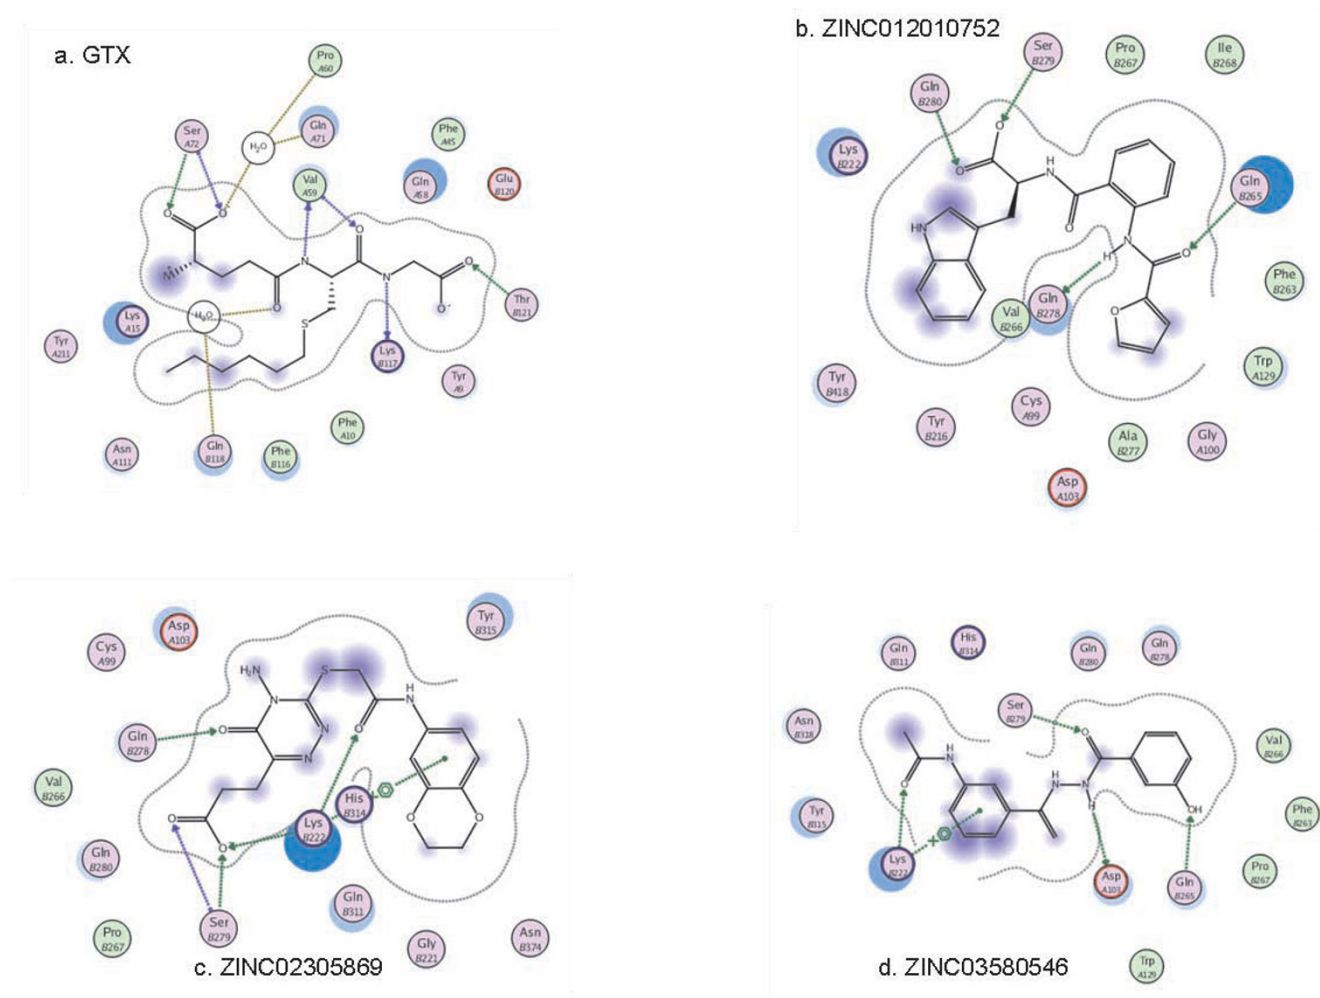 a. GTX
Pro
A60
Ser
A72
H₂O
Gln
A71
Phe
A45
Val
A59
Gln
A58
Glu
B120
O
O
O
N
O
N
O
O⁻
O
S
H₂O
Lys
A15
Thr
B121
Tyr
A211
Lys
B117
Tyr
A9
Phe
A10
Asn
A111
Gln
B118
Phe
B116
b. ZINC012010752
Ser
B279
Pro
B267
Ile
B268
Gln
B280
Lys
B222
O
O
H
N
O
HN
N
H
O
O
Gln
B265
Phe
B263
Val
B266
Gln
B278
Trp
A129
Tyr
B418
Cys
A99
Tyr
B216
Ala
B277
Gly
A100
Asp
A103
Asp
A103
Tyr
B315
Cys
A99
H₂N
S
H
N
N
O
O
N
N
Gln
B278
Val
B266
His
B314
Lys
B222
O
O
O
O
Gln
B280
Gln
B311
Ser
B279
Pro
B267
Gly
B221
Asn
B374
c. ZINC02305869
Gln
B311
His
B314
Gln
B280
Gln
B278
Ser
B279
Asn
B318
Val
B266
H
N
O
O
H
N
N
H
OH
Tyr
B315
Phe
B263
Lys
B222
Asp
A103
Gln
B265
Pro
B267
Trp
A129
d. ZINC03580546